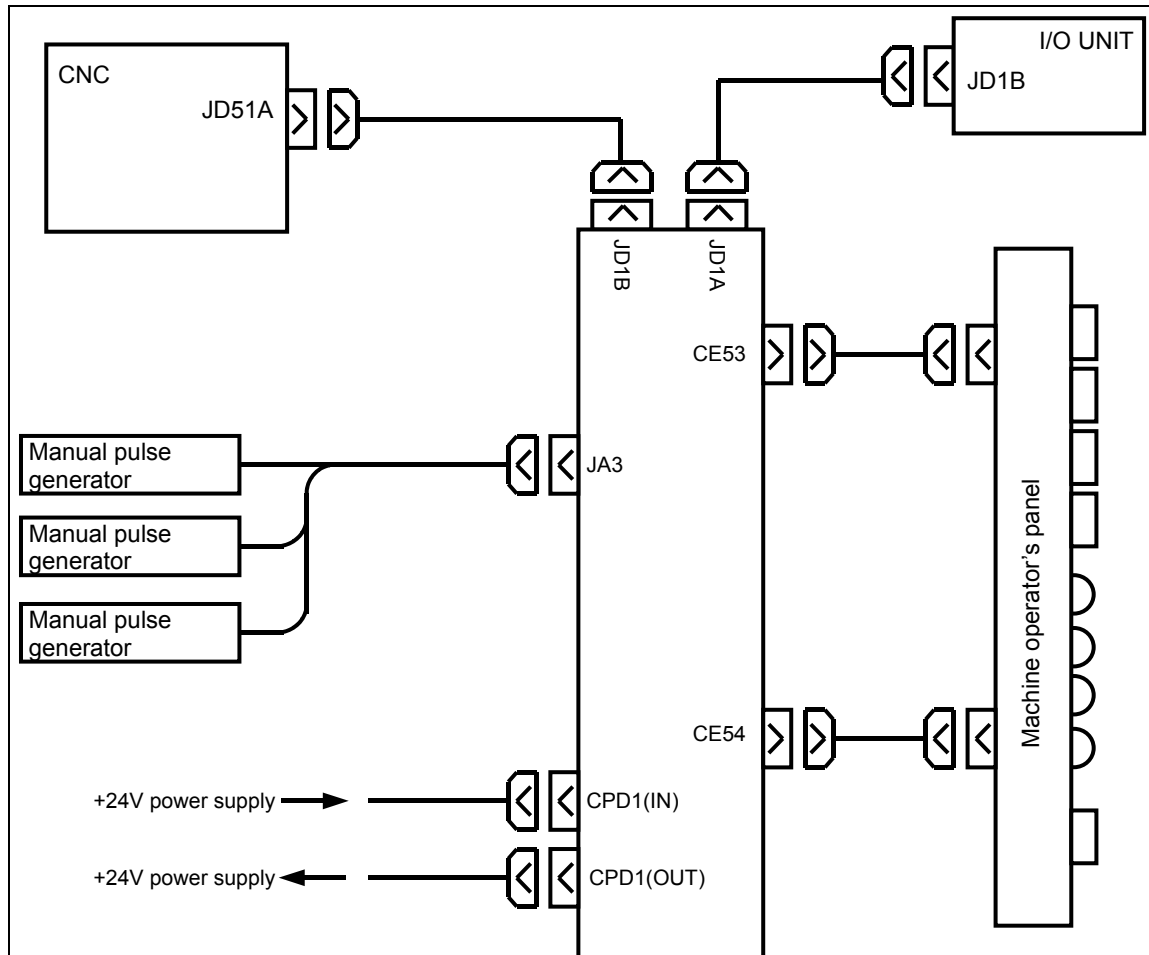 I/O UNIT
CNC
JD1B
JD51A
JD1B
JD1A
CE53
Manual pulse
generator
JA3
Manual pulse
generator
Manual pulse
generator
Machine operator's panel
CE54
+24V power supply
CPD1(IN)
+24V power supply
CPD1(OUT)